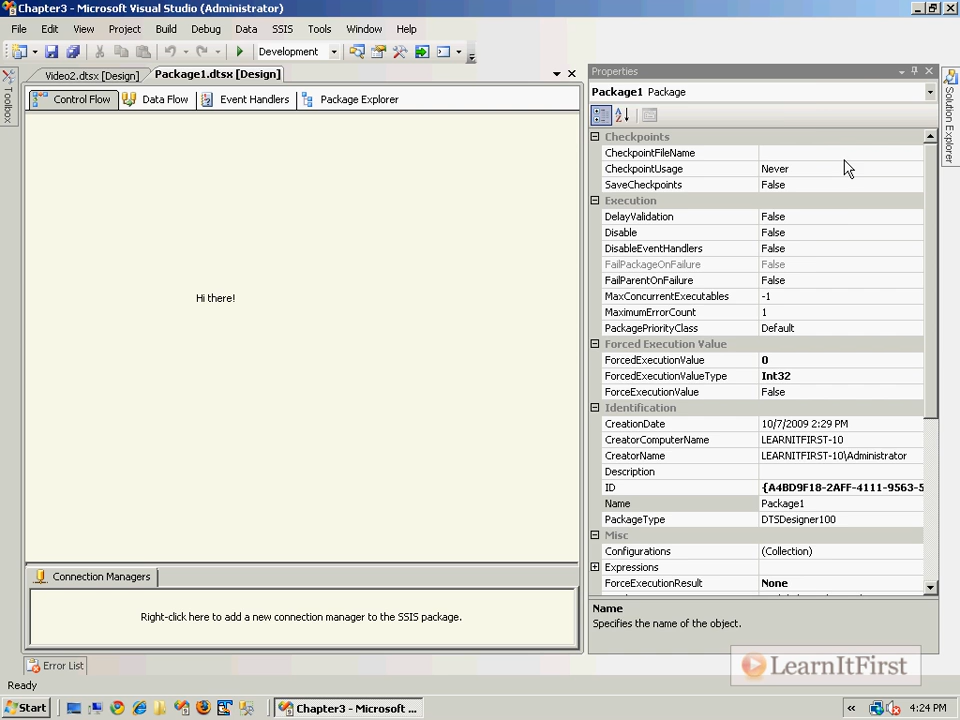 Chapter3 - Microsoft Visual Studio (Administrator)
File Edit View Project Build Debug Data SSIS Tools Window Help
Development
Video2.dtsx [Design] Package1.dtsx [Design]
Control Flow Data Flow Event Handlers Package Explorer
Toolbox
Hi there!
Connection Managers
Right-click here to add a new connection manager to the SSIS package.
Properties
Package1 Package
Checkpoints
CheckpointFileName
CheckpointUsage Never
SaveCheckpoints False
Execution
DelayValidation False
Disable False
DisableEventHandlers False
FailPackageOnFailure False
FailParentOnFailure False
MaxConcurrentExecutables -1
MaximumErrorCount 1
PackagePriorityClass Default
Forced Execution Value
ForcedExecutionValue 0
ForcedExecutionValueType Int32
ForceExecutionValue False
Identification
CreationDate 10/7/2009 2:29 PM
CreatorComputerName LEARNITFIRST-10
CreatorName LEARNITFIRST-10\Administrator
Description
ID {A4BD9F18-2AFF-4111-9563-5
Name Package1
PackageType DTSDesigner100
Misc
Configurations (Collection)
Expressions
ForceExecutionResult None
Name
Specifies the name of the object.
Solution Explorer
Error List
LearnItFirst
Ready
Start Chapter3 - Microsoft ... « 4:24 PM